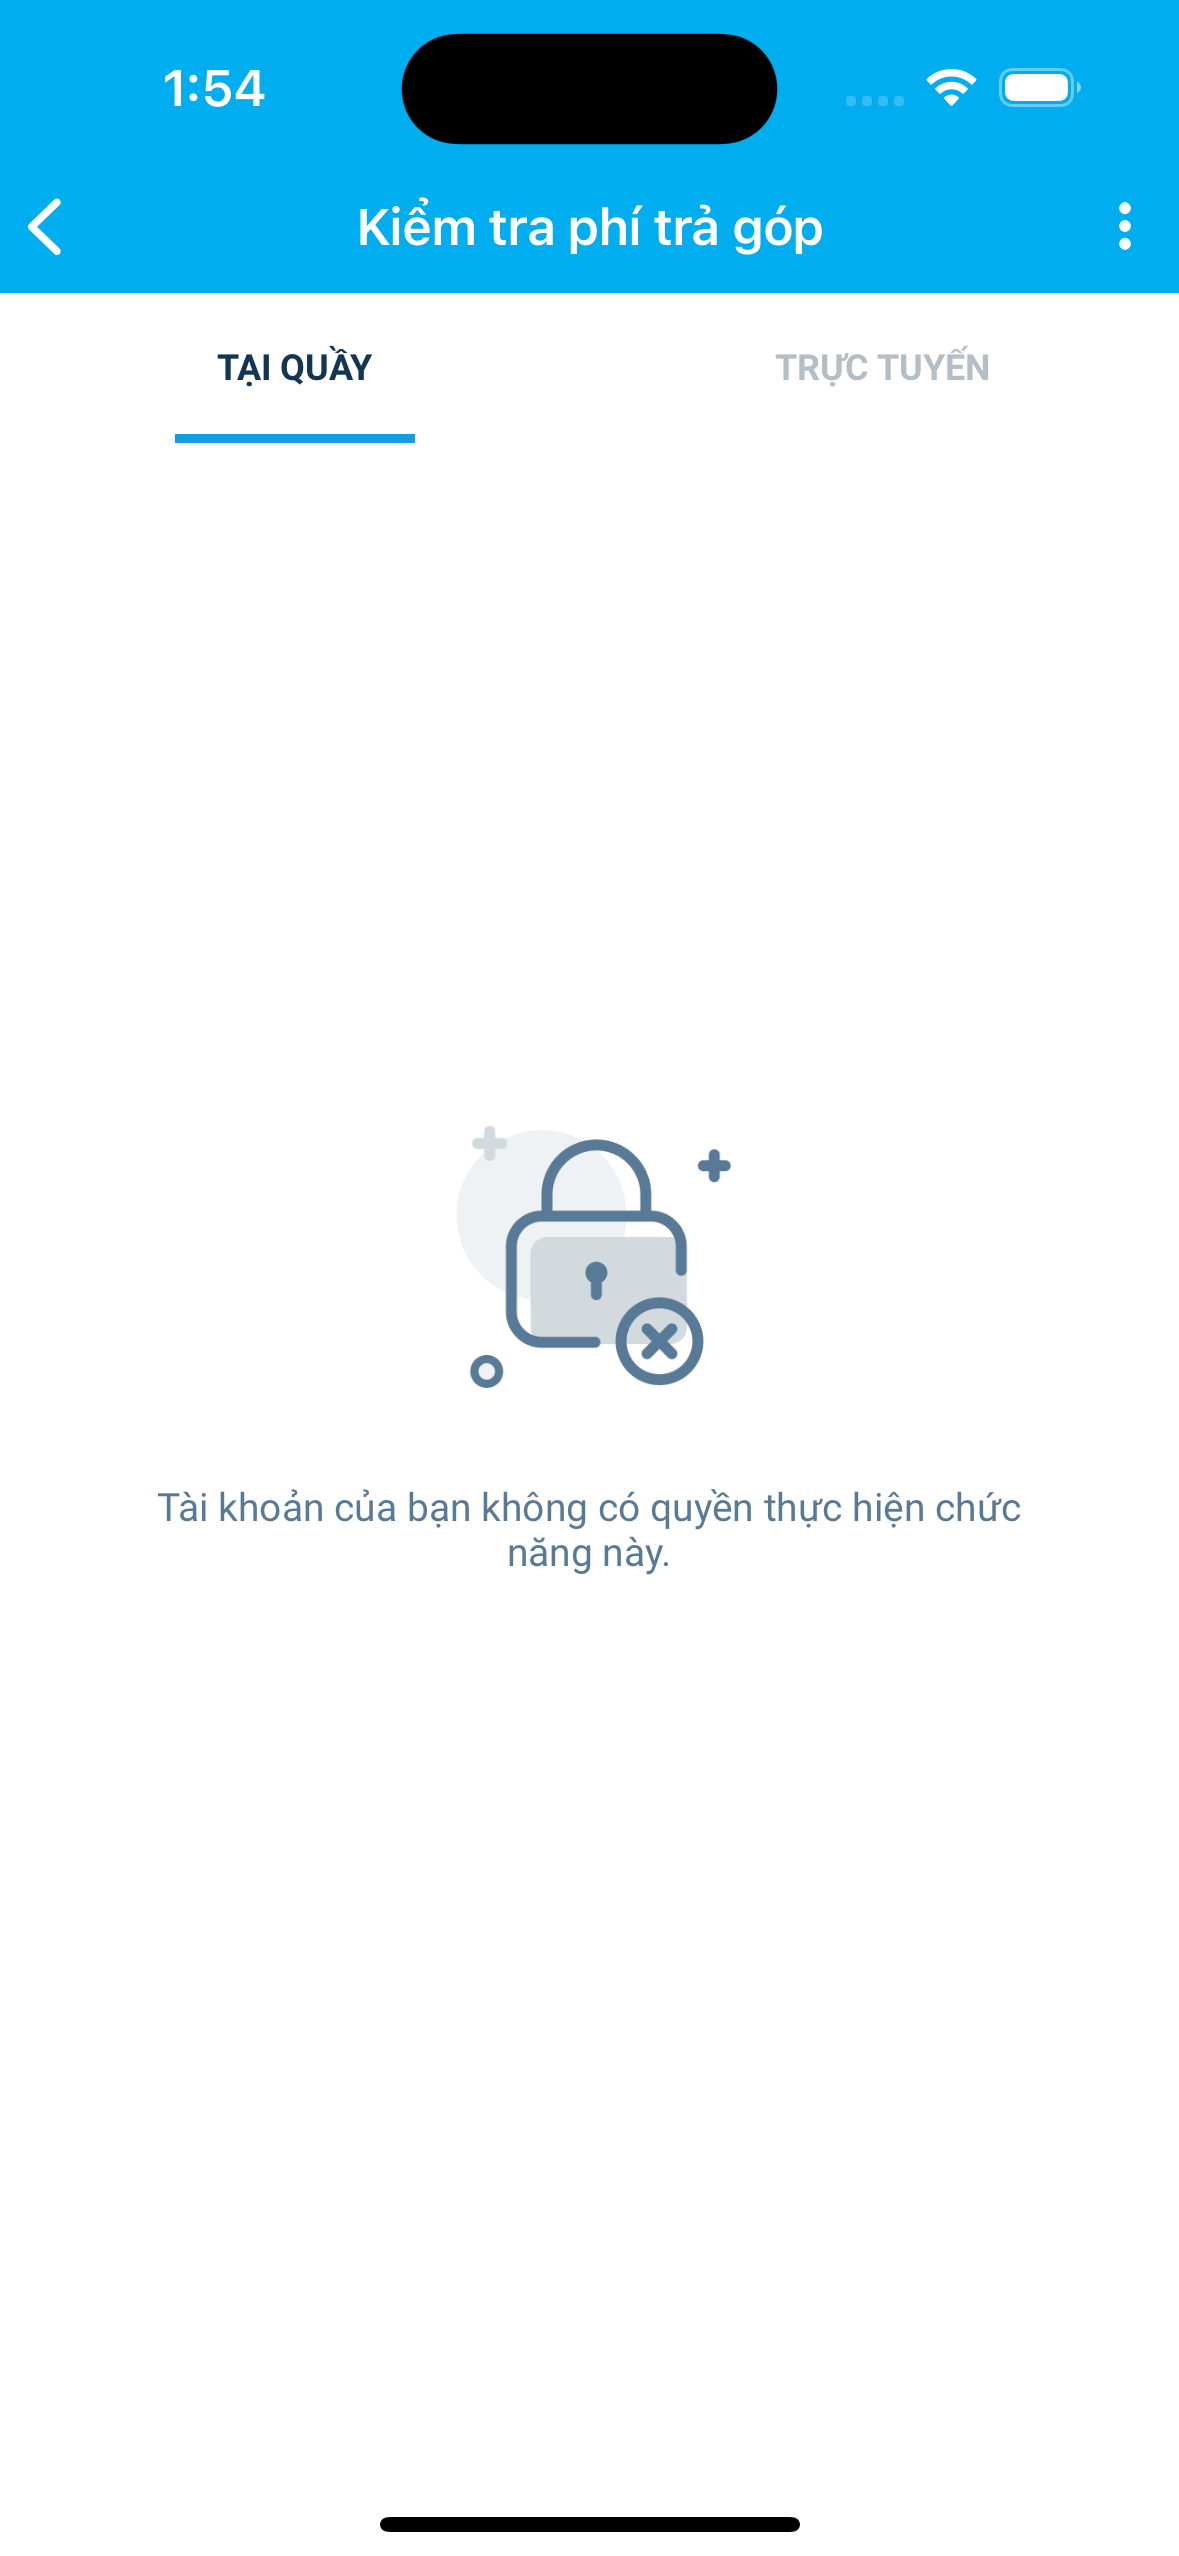 1:54
Kiểm tra phí trả góp
TẠI QUẦY
TRỰC TUYẾN
Tài khoản của bạn không có quyền thực hiện chức
năng này.